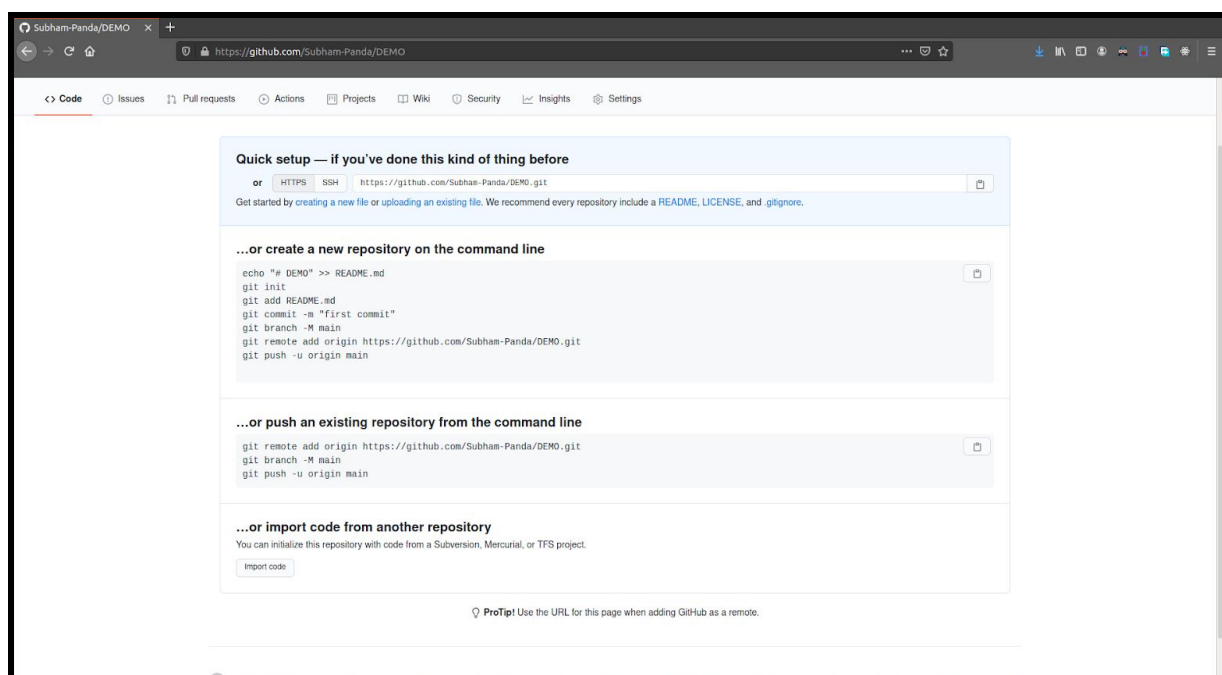 Subham-Panda/DEMO × +
https://github.com/Subham-Panda/DEMO
<> Code Issues Pull requests Actions Projects Wiki Security Insights Settings
Quick setup — if you've done this kind of thing before
or HTTPS SSH https://github.com/Subham-Panda/DEMO.git
Get started by creating a new file or uploading an existing file. We recommend every repository include a README, LICENSE, and .gitignore.
…or create a new repository on the command line
echo "# DEMO" >> README.md
git init
git add README.md
git commit -m "first commit"
git branch -M main
git remote add origin https://github.com/Subham-Panda/DEMO.git
git push -u origin main
…or push an existing repository from the command line
git remote add origin https://github.com/Subham-Panda/DEMO.git
git branch -M main
git push -u origin main
…or import code from another repository
You can initialize this repository with code from a Subversion, Mercurial, or TFS project.
Import code
ProTip! Use the URL for this page when adding GitHub as a remote.